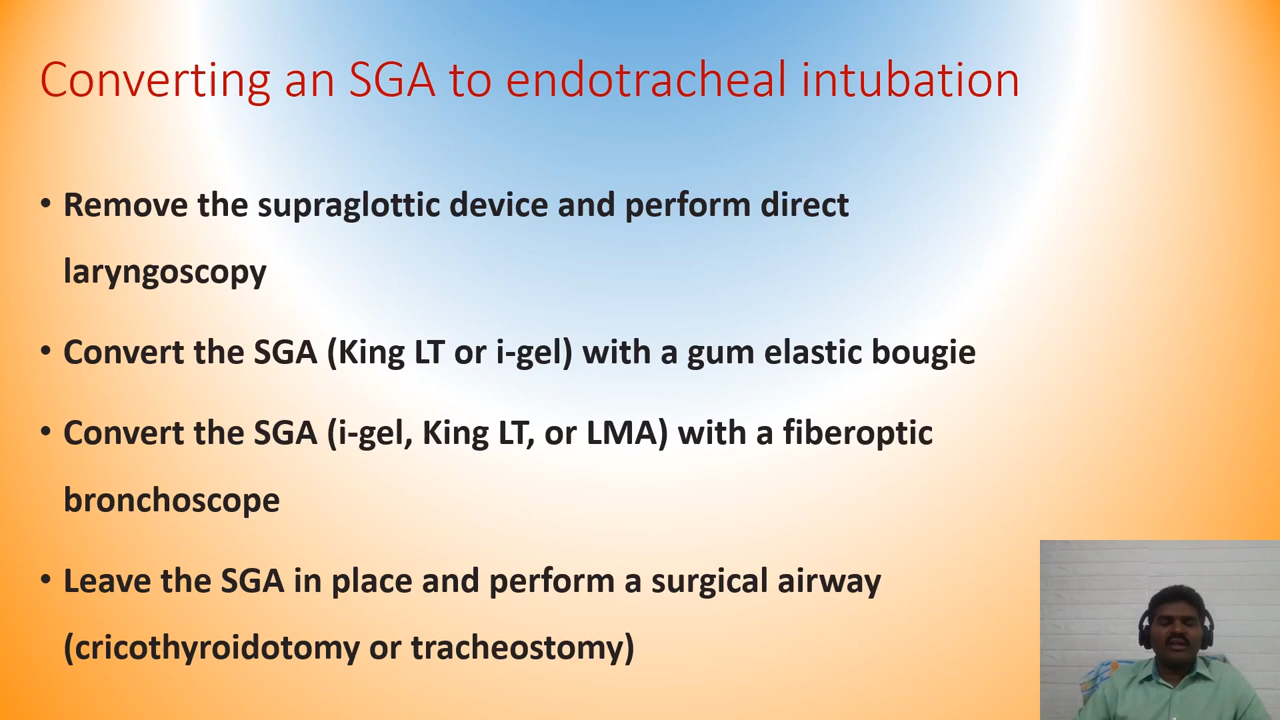 Converting an SGA to endotracheal intubation
• Remove the supraglottic device and perform direct
laryngoscopy
• Convert the SGA (King LT or i-gel) with a gum elastic bougie
• Convert the SGA (i-gel, King LT, or LMA) with a fiberoptic
bronchoscope
• Leave the SGA in place and perform a surgical airway
(cricothyroidotomy or tracheostomy)